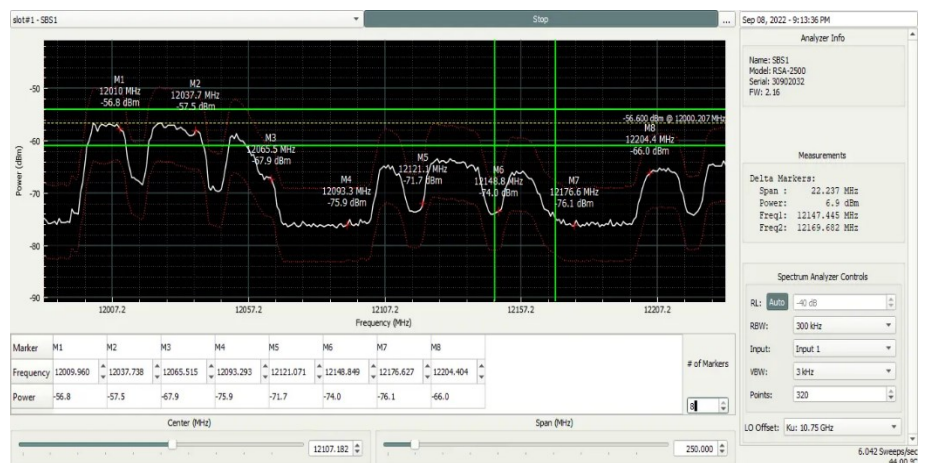 slot#1 - SBS1
Stop
...
Sep 08, 2022 - 9:13:36 PM
Analyzer Info
Name: SBS1
Model: RSA-2500
Serial: 30902032
FW: 2.16
Measurements
Delta Markers:
Span : 22.237 MHz
Power: 6.9 dBm
Freq1: 12147.445 MHz
Freq2: 12169.682 MHz
Spectrum Analyzer Controls
RL: Auto -40 dB
RBW: 300 kHz
Input: Input 1
VBW: 3 kHz
Points: 320
LO Offset: Ku: 10.75 GHz
6.042 Sweeps/sec
44.00 °C
Power (dBm)
-50
-60
-70
-80
-90
M1
12010 MHz
-56.8 dBm
M2
12037.7 MHz
-57.5 dBm
M3
12065.5 MHz
-67.9 dBm
M4
12093.3 MHz
-75.9 dBm
M5
12121.1 MHz
-71.7 dBm
M6
12148.8 MHz
-74.0 dBm
M7
12176.6 MHz
-76.1 dBm
-56.600 dBm @ 12000.207 MHz
M8
12204.4 MHz
-66.0 dBm
12007.2 12057.2 12107.2 12157.2 12207.2
Frequency (MHz)
Marker M1 M2 M3 M4 M5 M6 M7 M8
Frequency 12009.960 12037.738 12065.515 12093.293 12121.071 12148.849 12176.627 12204.404
Power -56.8 -57.5 -67.9 -75.9 -71.7 -74.0 -76.1 -66.0
# of Markers
8
Center (MHz)
12107.182
Span (MHz)
250.000